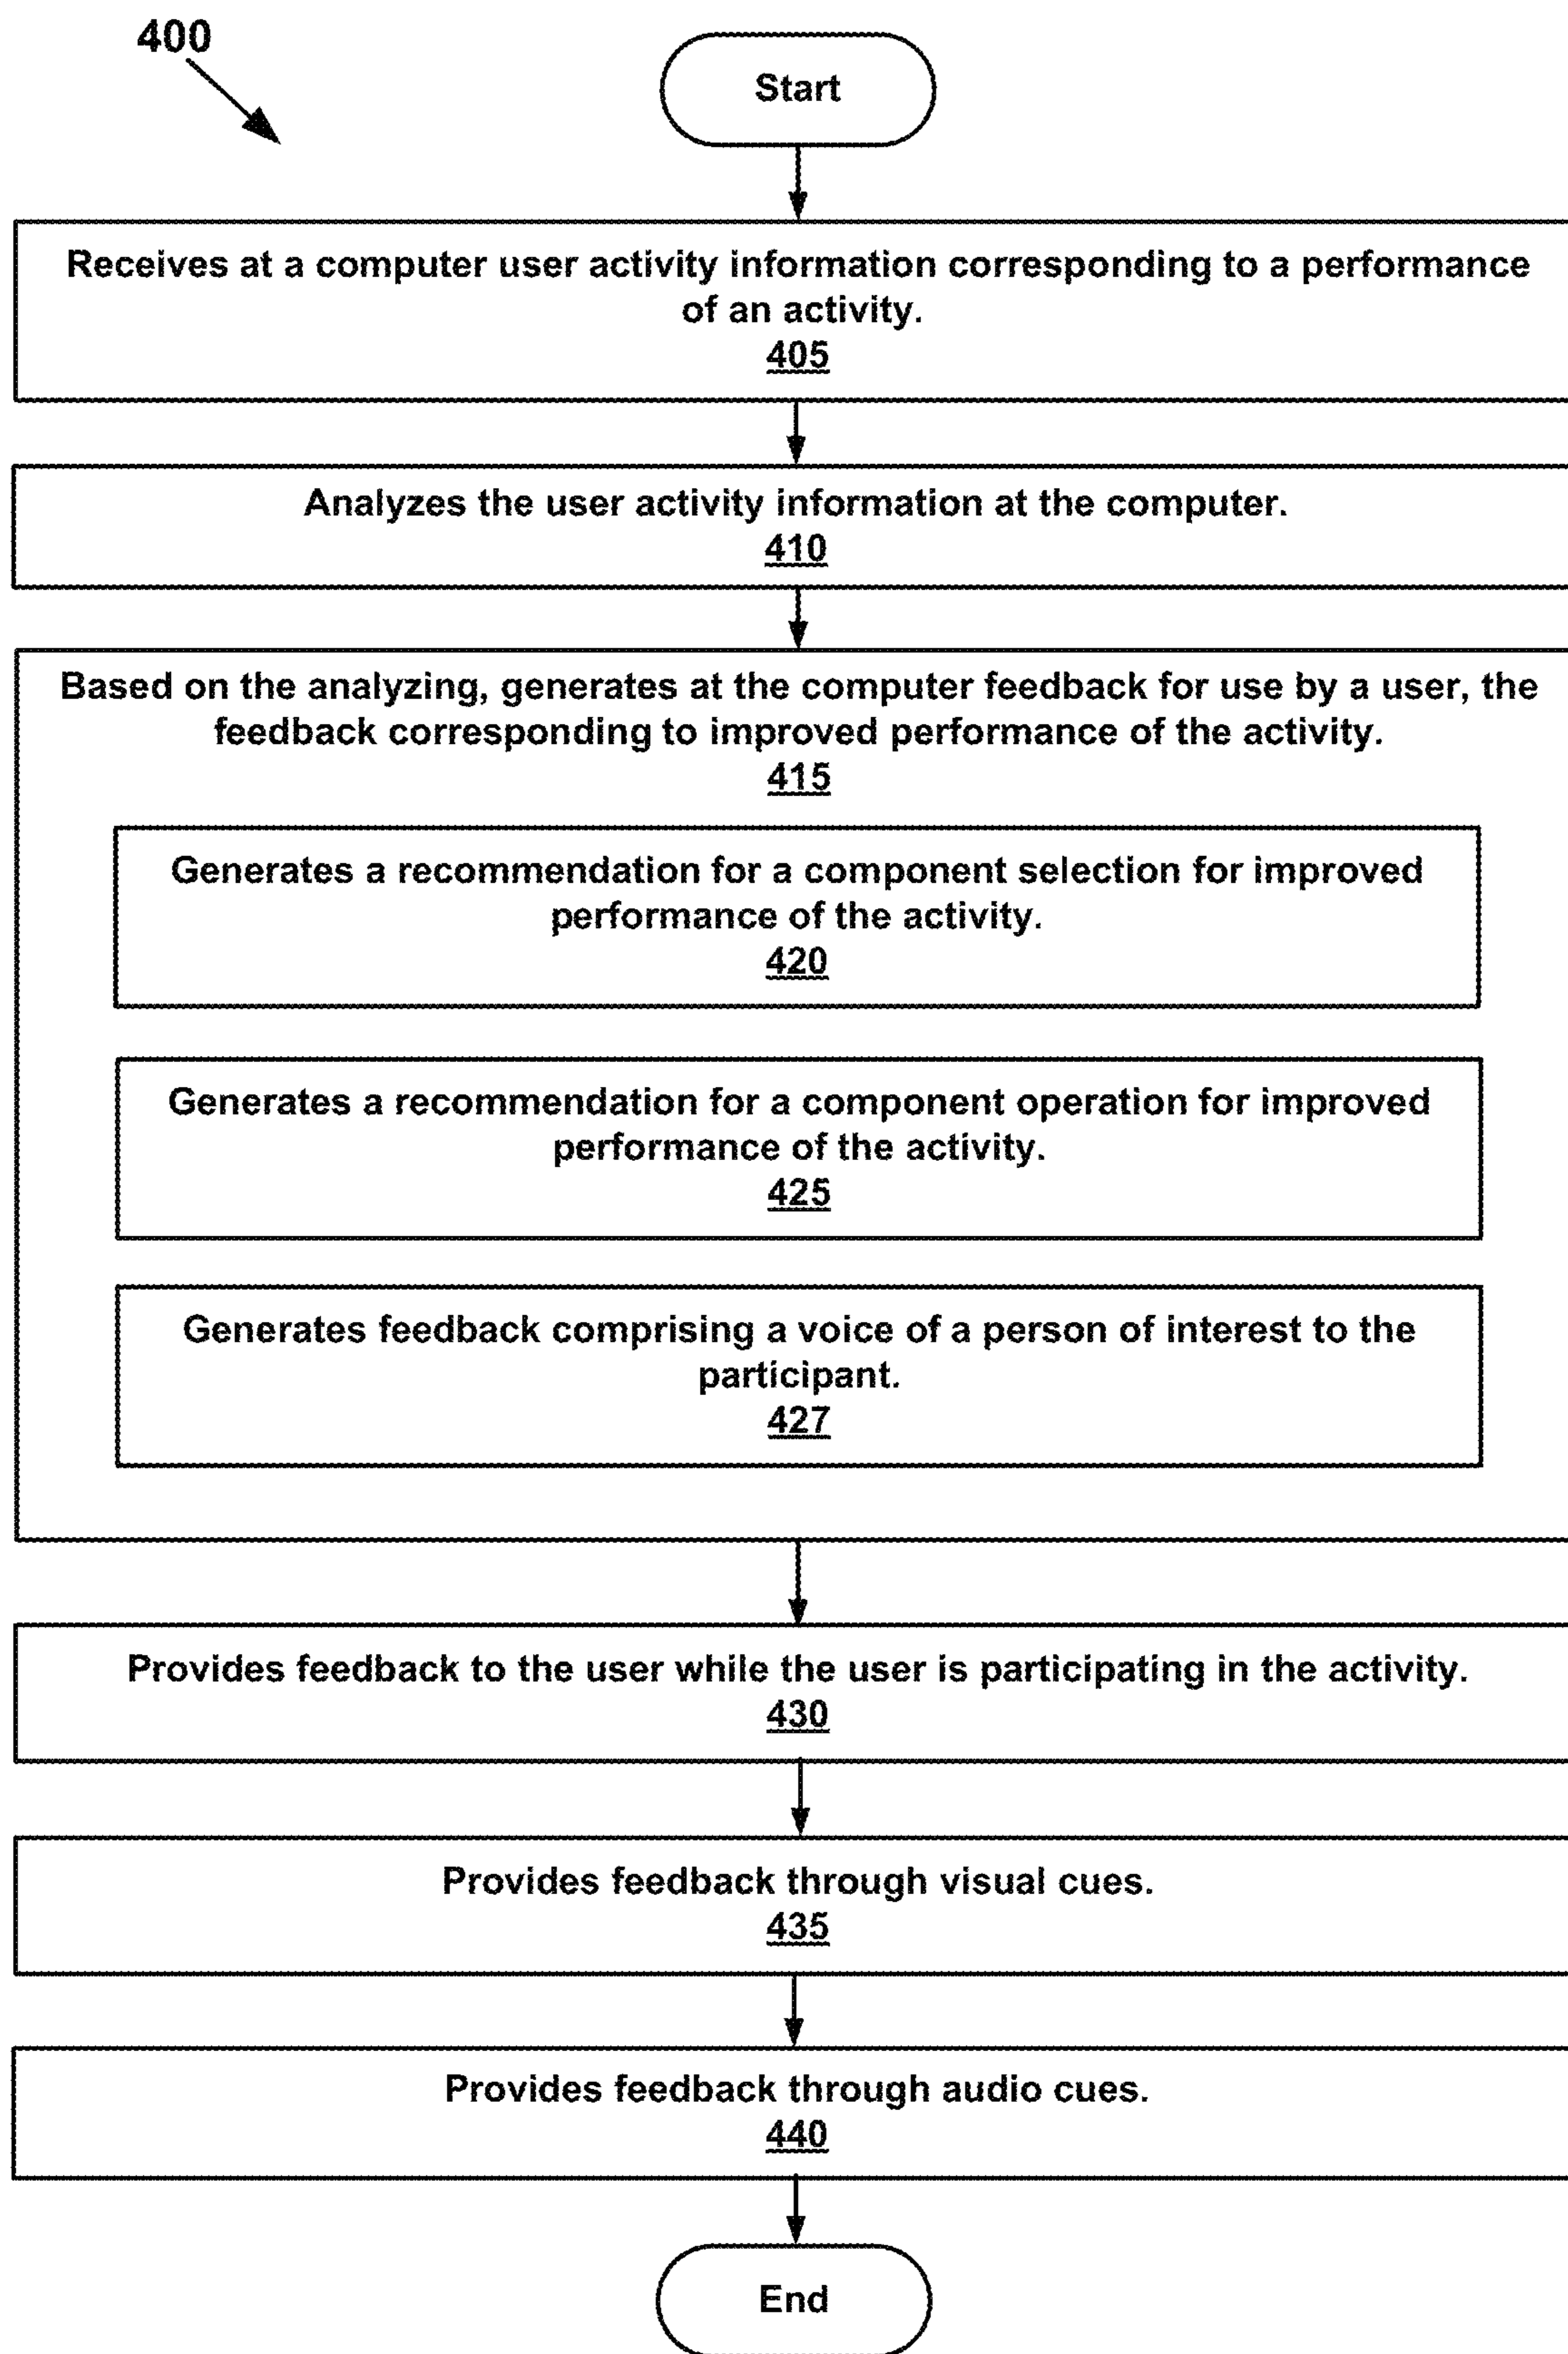 400
Start
Receives at a computer user activity information corresponding to a performance
of an activity.
405
Analyzes the user activity information at the computer.
410
Based on the analyzing, generates at the computer feedback for use by a user, the
feedback corresponding to improved performance of the activity.
415
Generates a recommendation for a component selection for improved
performance of the activity.
420
Generates a recommendation for a component operation for improved
performance of the activity.
425
Generates feedback comprising a voice of a person of interest to the
participant.
427
Provides feedback to the user while the user is participating in the activity.
430
Provides feedback through visual cues.
435
Provides feedback through audio cues.
440
End